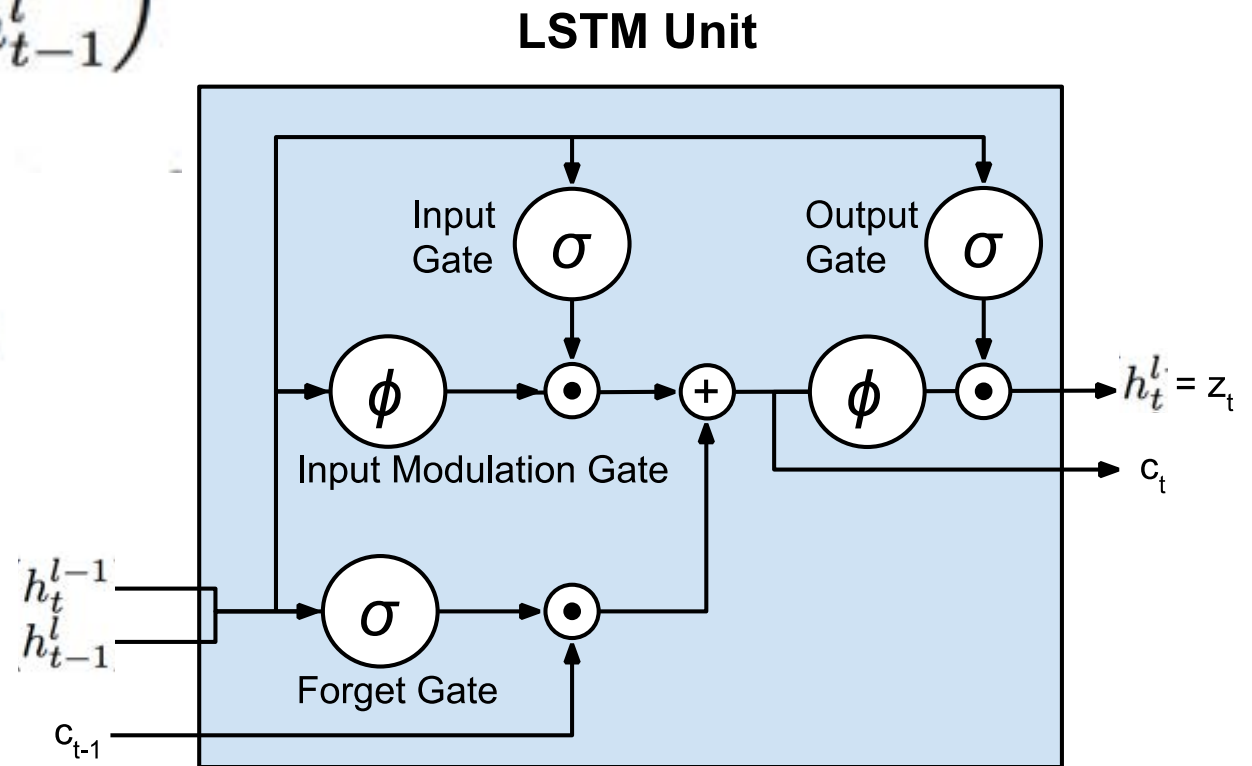 l
t−1)
LSTM Unit
Input
Gate
σ
Output
Gate
σ
ϕ
+
ϕ
h_t^l = z_t
Input Modulation Gate
c_t
h_t^{l−1}
h_{t−1}^l
σ
Forget Gate
c_{t-1}